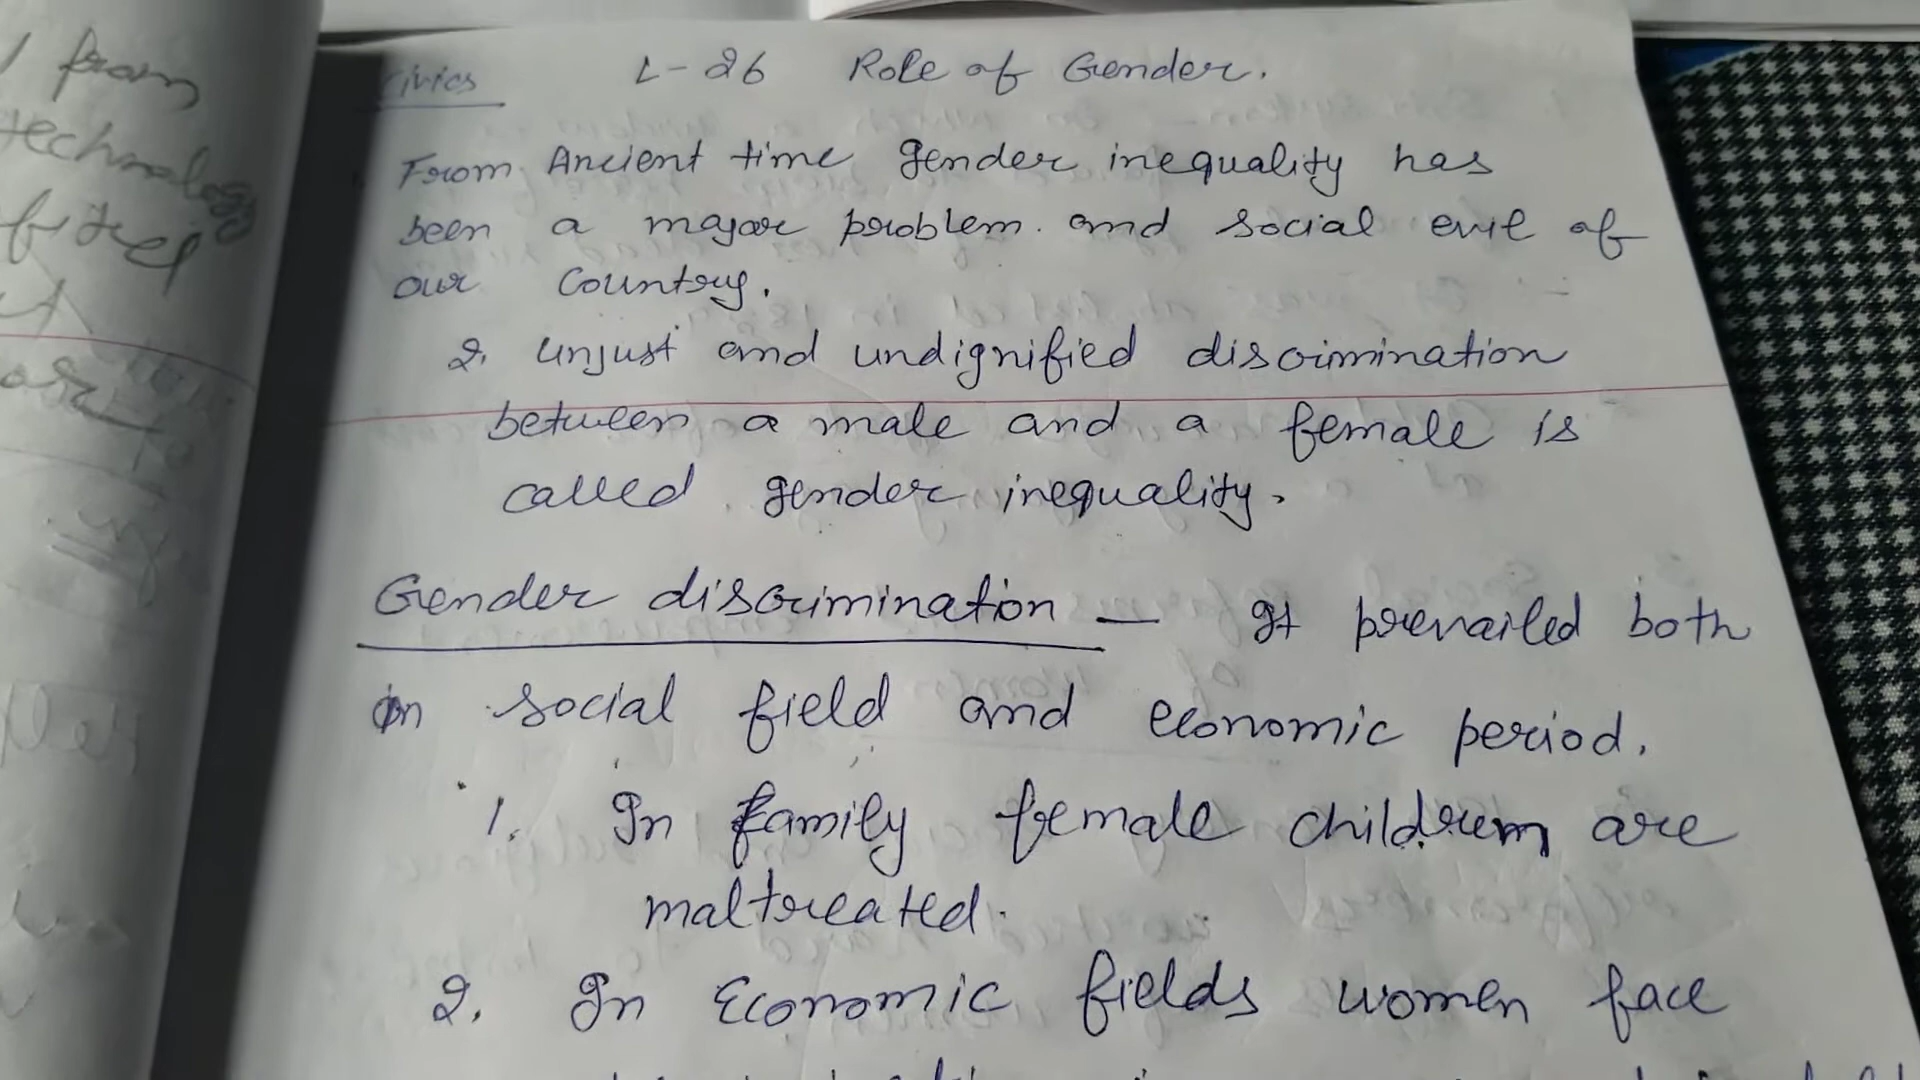 from
technology
Civics
L-26 Role of Gender.
From Ancient time gender inequality has
been a major problem. and social evil of
our Country.
2. Unjust and undignified discrimination
between a male and a female is
called gender inequality.
Gender discrimination — It prevailed both
in social field and economic period.
1. In family female children are
maltreated.
2. In Economic fields women face